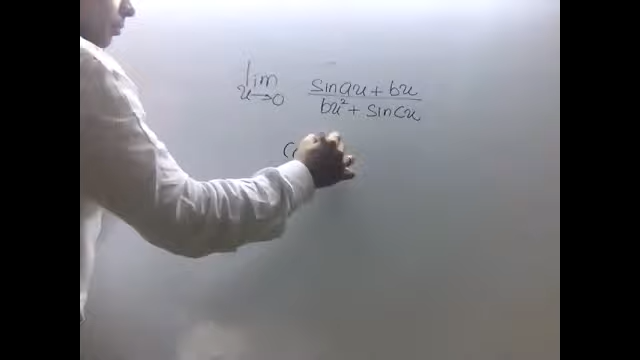 lim sin ax + bx
x→0 bx² + sin cx
(